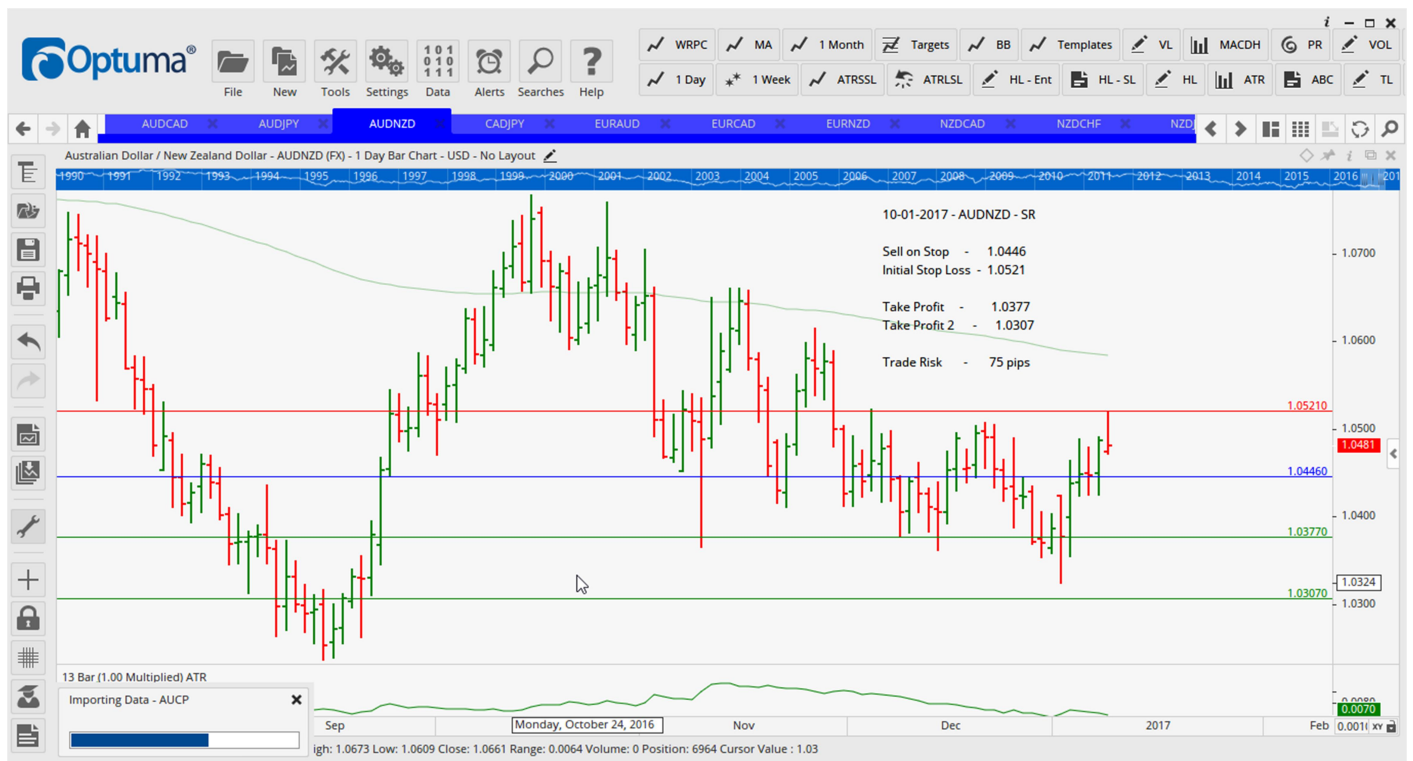 Optuma®
File New Tools Settings Data Alerts Searches Help
WRPC MA 1 Month Targets BB Templates VL MACDH PR VOL
1 Day 1 Week ATRSSL ATRLSL HL - Ent HL - SL HL ATR ABC TL
AUDCAD AUDJPY AUDNZD CADJPY EURAUD EURCAD EURNZD NZDCAD NZDCHF NZDJ
Australian Dollar / New Zealand Dollar - AUDNZD (FX) - 1 Day Bar Chart - USD - No Layout
1990 1991 1992 1993 1994 1995 1996 1997 1998 1999 2000 2001 2002 2003 2004 2005 2006 2007 2008 2009 2010 2011 2012 2013 2014 2015 2016 201
10-01-2017 - AUDNZD - SR
Sell on Stop - 1.0446
1.0700
Initial Stop Loss - 1.0521
Take Profit - 1.0377
Take Profit 2 - 1.0307
1.0600
Trade Risk - 75 pips
1.05210
1.0500
1.0481
1.04460
1.0400
1.03770
1.0324
1.03070
1.0300
13 Bar (1.00 Multiplied) ATR
Importing Data - AUCP
0.0080
0.0070
Sep Monday, October 24, 2016 Nov Dec 2017 Feb 0.001( XY
igh: 1.0673 Low: 1.0609 Close: 1.0661 Range: 0.0064 Volume: 0 Position: 6964 Cursor Value : 1.03